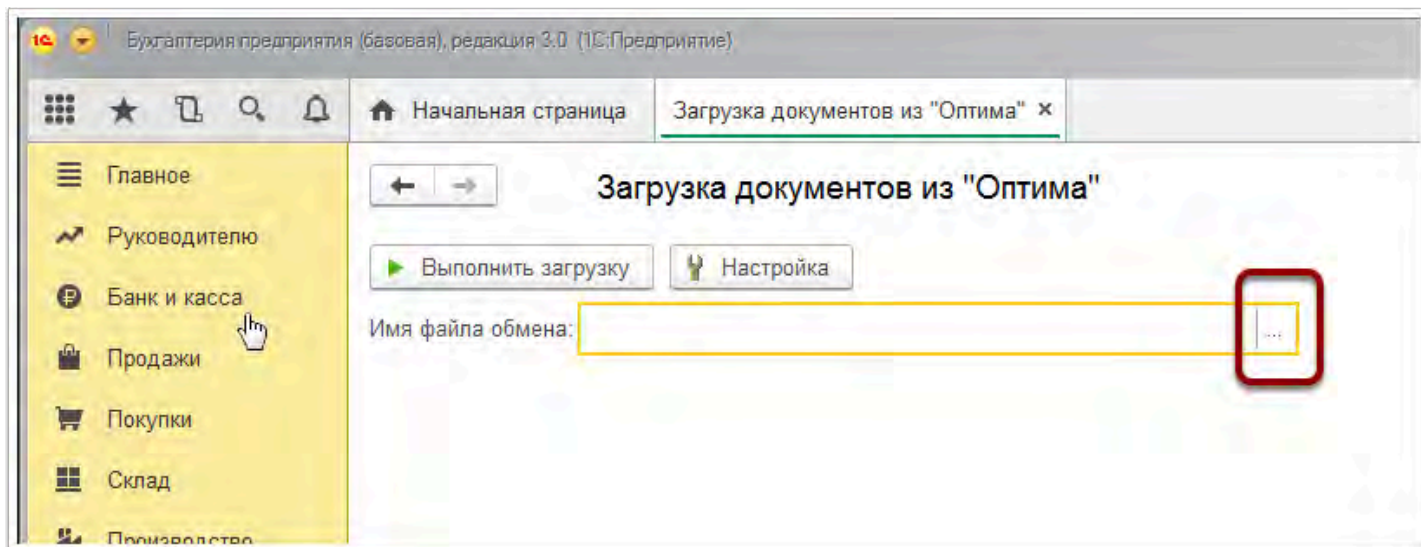 1С Бухгалтерия предприятия (базовая), редакция 3.0 (1С:Предприятие)
Начальная страница Загрузка документов из "Оптима" ×
Главное
Загрузка документов из "Оптима"
Руководителю
Выполнить загрузку Настройка
Банк и касса
Имя файла обмена: ...
Продажи
Покупки
Склад
Производство